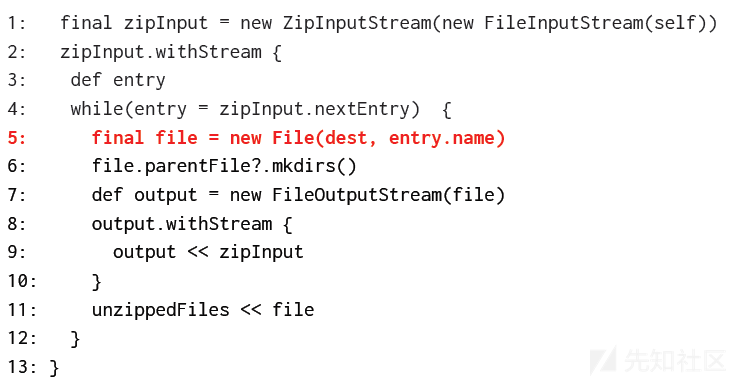 1:   final zipInput = new ZipInputStream(new FileInputStream(self))
2:   zipInput.withStream {
3:    def entry
4:    while(entry = zipInput.nextEntry)  {
5:      final file = new File(dest, entry.name)
6:      file.parentFile?.mkdirs()
7:      def output = new FileOutputStream(file)
8:      output.withStream {
9:        output << zipInput
10:     }
11:     unzippedFiles << file
12:   }
13: }
先知社区